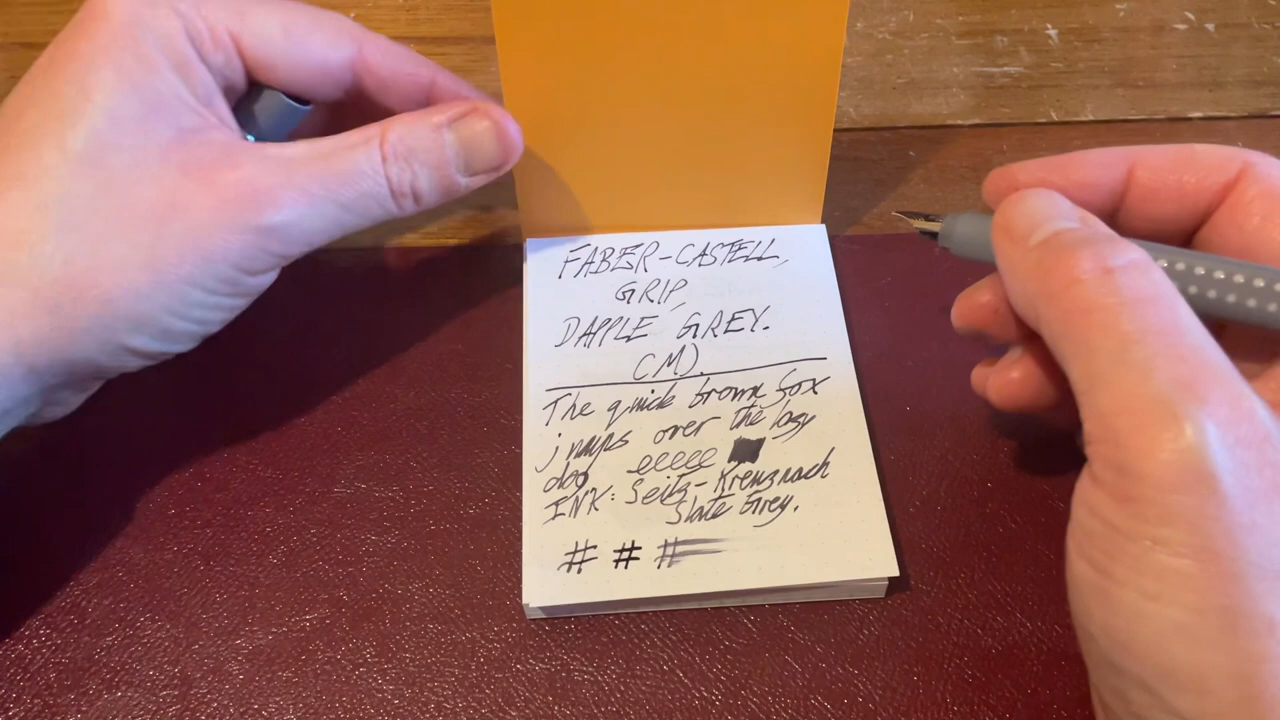 FABER-CASTELL,
GRIP,
DAPPLE GREY.
(M).
The quick brown fox
jumps over the lazy
dog eeeee
INK: Seitz-Kreuznach
Slate Grey.
# # #